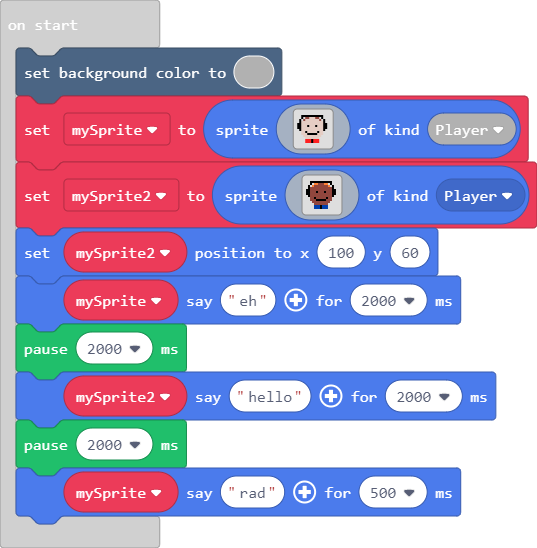 on start
set background color to
set mySprite to sprite of kind Player
set mySprite2 to sprite of kind Player
set mySprite2 position to x 100 y 60
mySprite say "eh" for 2000 ms
pause 2000 ms
mySprite2 say "hello" for 2000 ms
pause 2000 ms
mySprite say "rad" for 500 ms